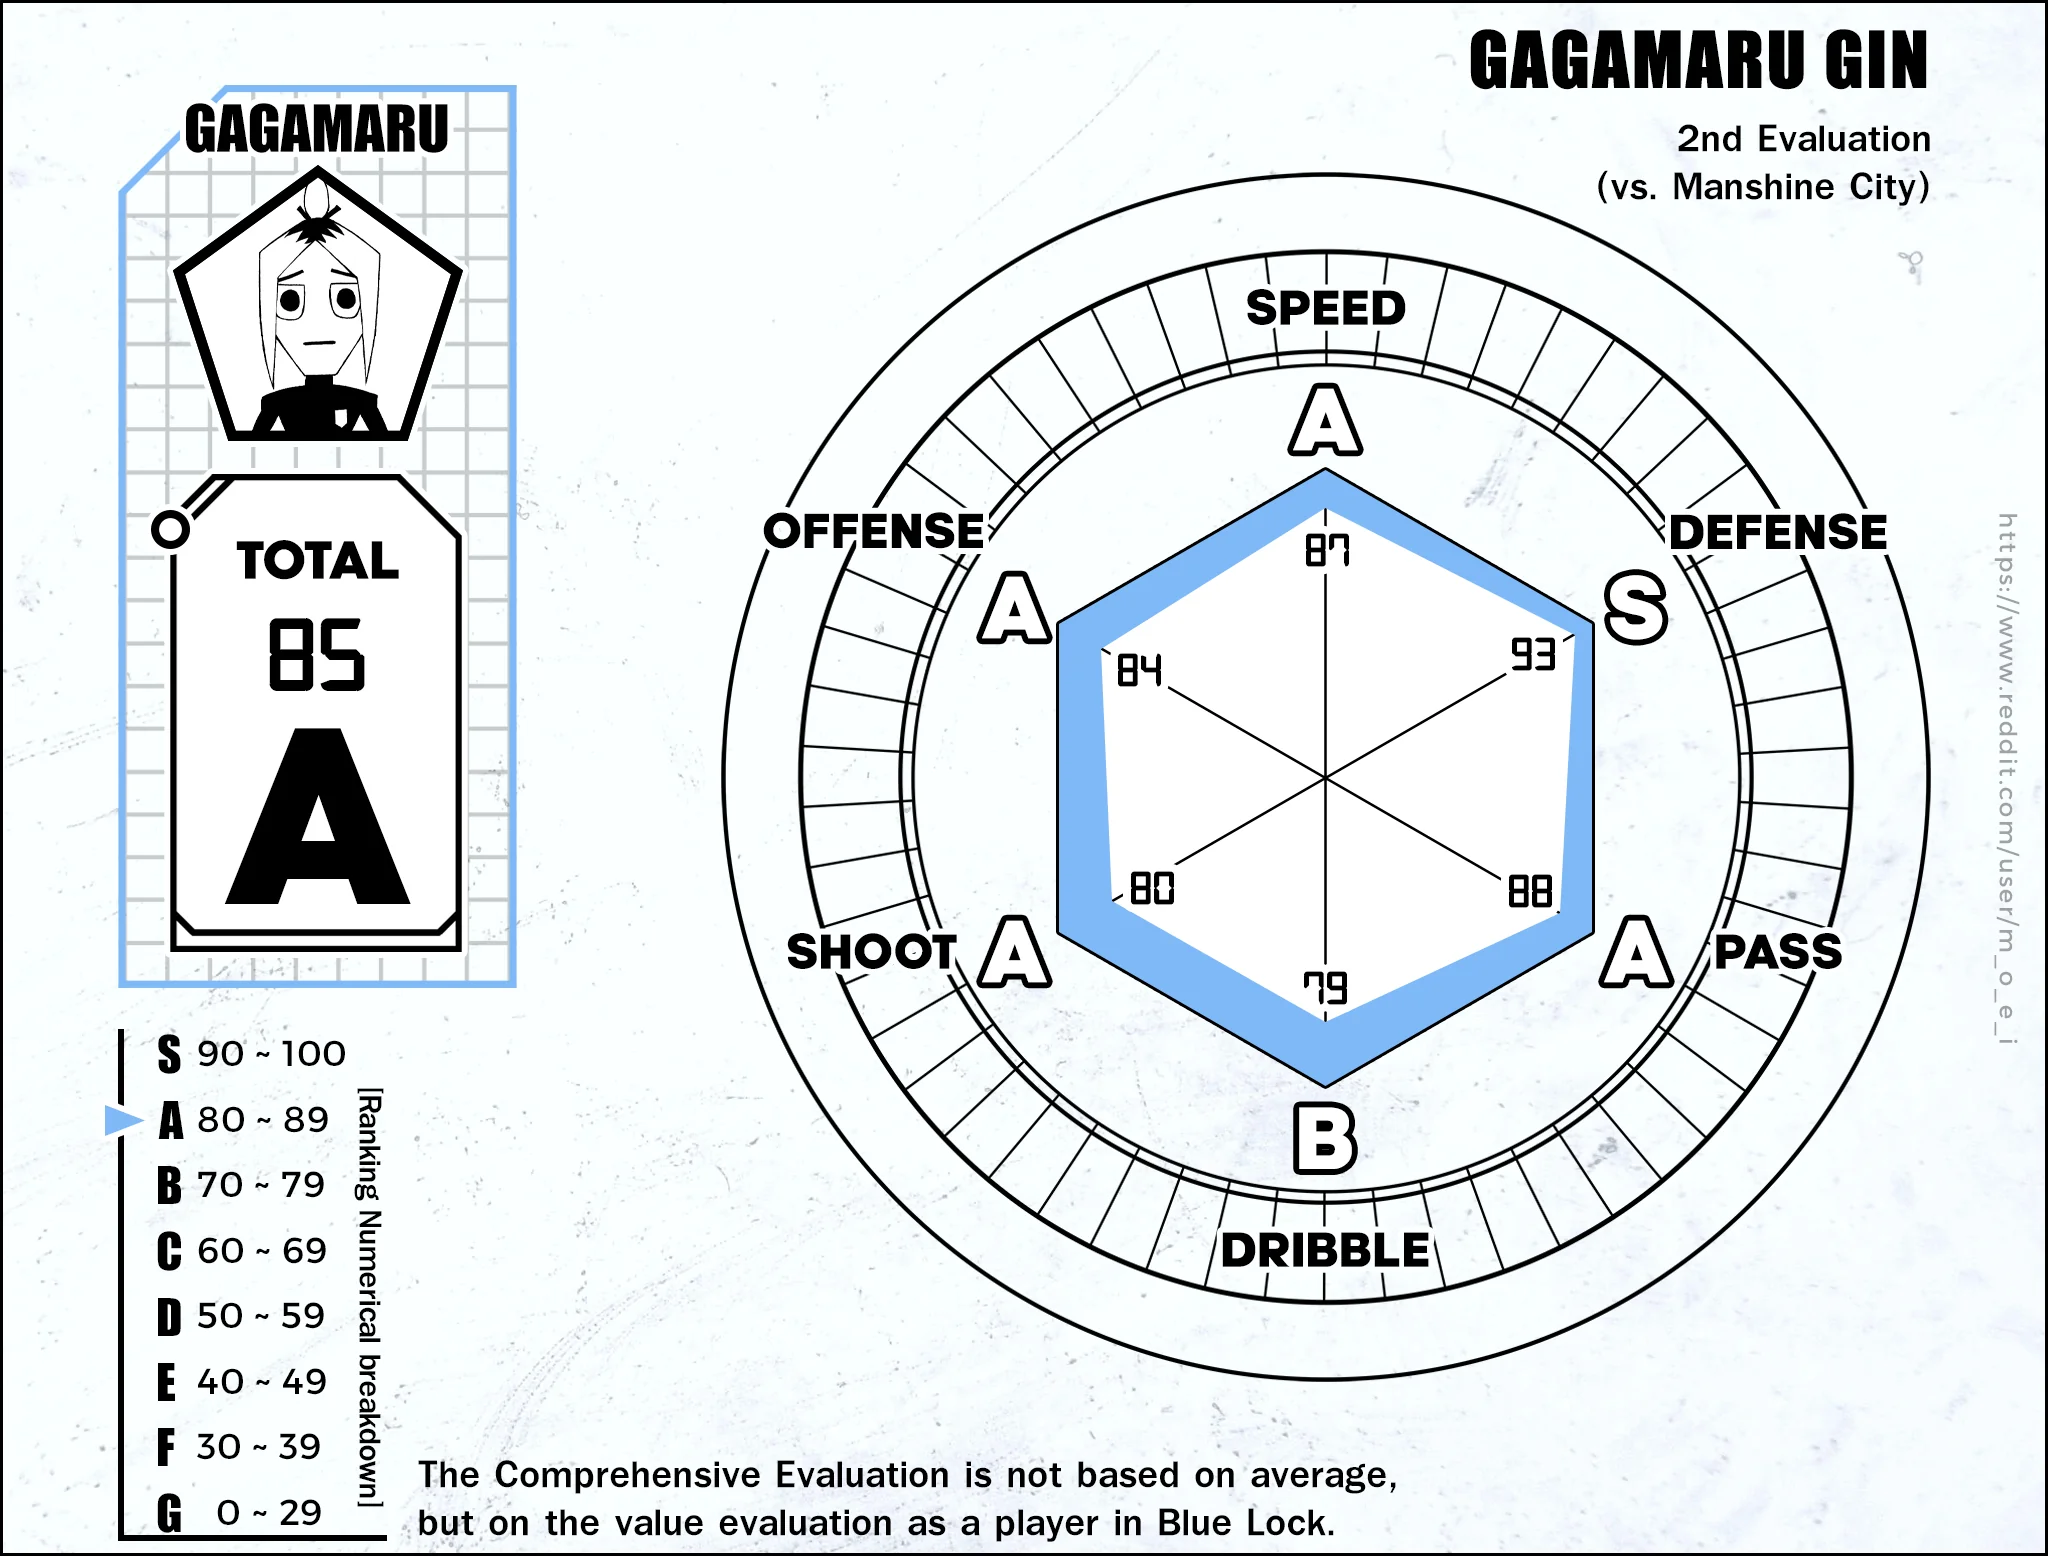 GAGAMARU GIN
2nd Evaluation
(vs. Manshine City)
GAGAMARU
TOTAL
85
A
SPEED
A
87
OFFENSE
A
84
DEFENSE
S
93
SHOOT
A
80
PASS
A
88
DRIBBLE
B
79
S 90 ~ 100
A 80 ~ 89
B 70 ~ 79
C 60 ~ 69
D 50 ~ 59
E 40 ~ 49
F 30 ~ 39
G 0 ~ 29
[Ranking Numerical breakdown]
The Comprehensive Evaluation is not based on average,
but on the value evaluation as a player in Blue Lock.
https://www.reddit.com/user/m_o_e_i